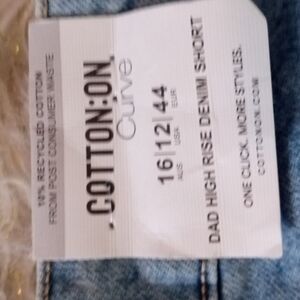 10% RECYCLED COTTON
FROM POST CONSUMER WASTE
COTTON:ON
Curve
16|12|44
AUS USA EUR
DAD HIGH RISE DENIM SHORT
ONE CLICK. MORE STYLES.
COTTONON.COM